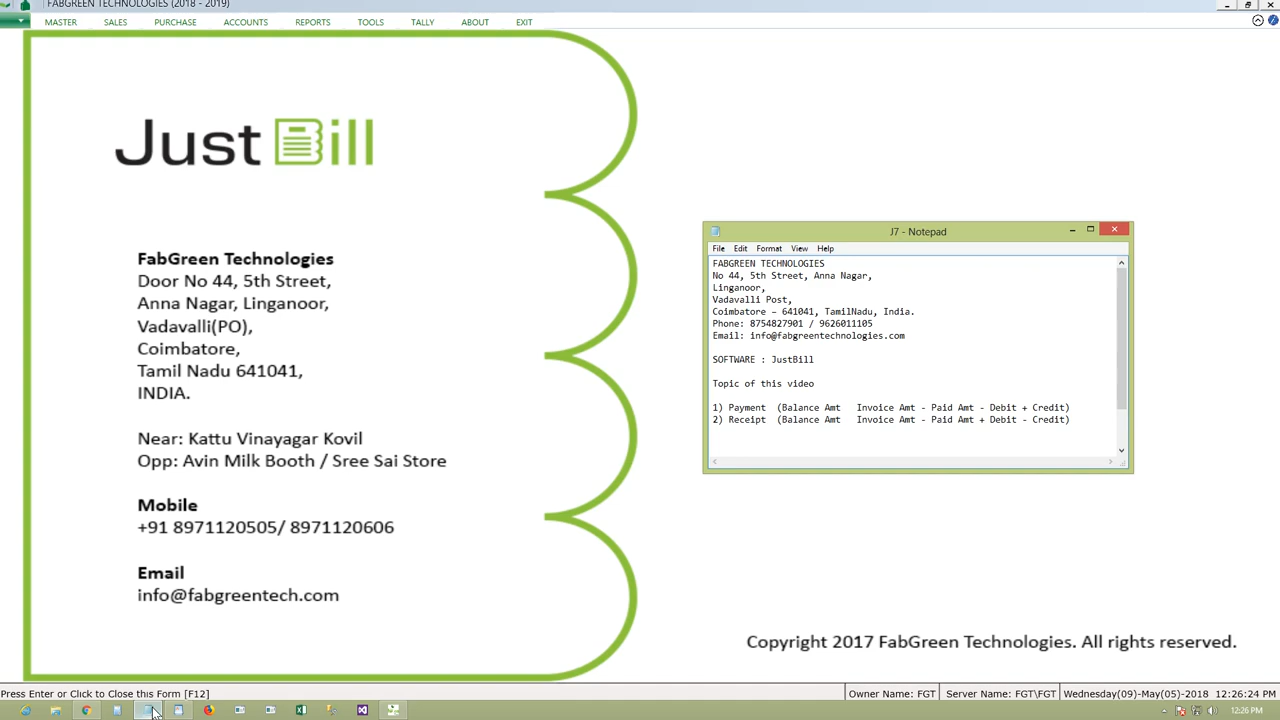 FABGREEN TECHNOLOGIES (2018 - 2019)
MASTER SALES PURCHASE ACCOUNTS REPORTS TOOLS TALLY ABOUT EXIT
Just Bill
FabGreen Technologies
Door No 44, 5th Street,
Anna Nagar, Linganoor,
Vadavalli(PO),
Coimbatore,
Tamil Nadu 641041,
INDIA.
Near: Kattu Vinayagar Kovil
Opp: Avin Milk Booth / Sree Sai Store
Mobile
+91 8971120505/ 8971120606
Email
info@fabgreentech.com
J7 - Notepad
File Edit Format View Help
FABGREEN TECHNOLOGIES
No 44, 5th Street, Anna Nagar,
Linganoor,
Vadavalli Post,
Coimbatore – 641041, TamilNadu, India.
Phone: 8754827901 / 9626011105
Email: info@fabgreentechnologies.com
SOFTWARE : JustBill
Topic of this video
1) Payment (Balance Amt Invoice Amt - Paid Amt - Debit + Credit)
2) Receipt (Balance Amt Invoice Amt - Paid Amt + Debit - Credit)
Copyright 2017 FabGreen Technologies. All rights reserved.
Press Enter or Click to Close this Form [F12]
Owner Name: FGT Server Name: FGT\FGT Wednesday(09)-May(05)-2018 12:26:24 PM
12:26 PM